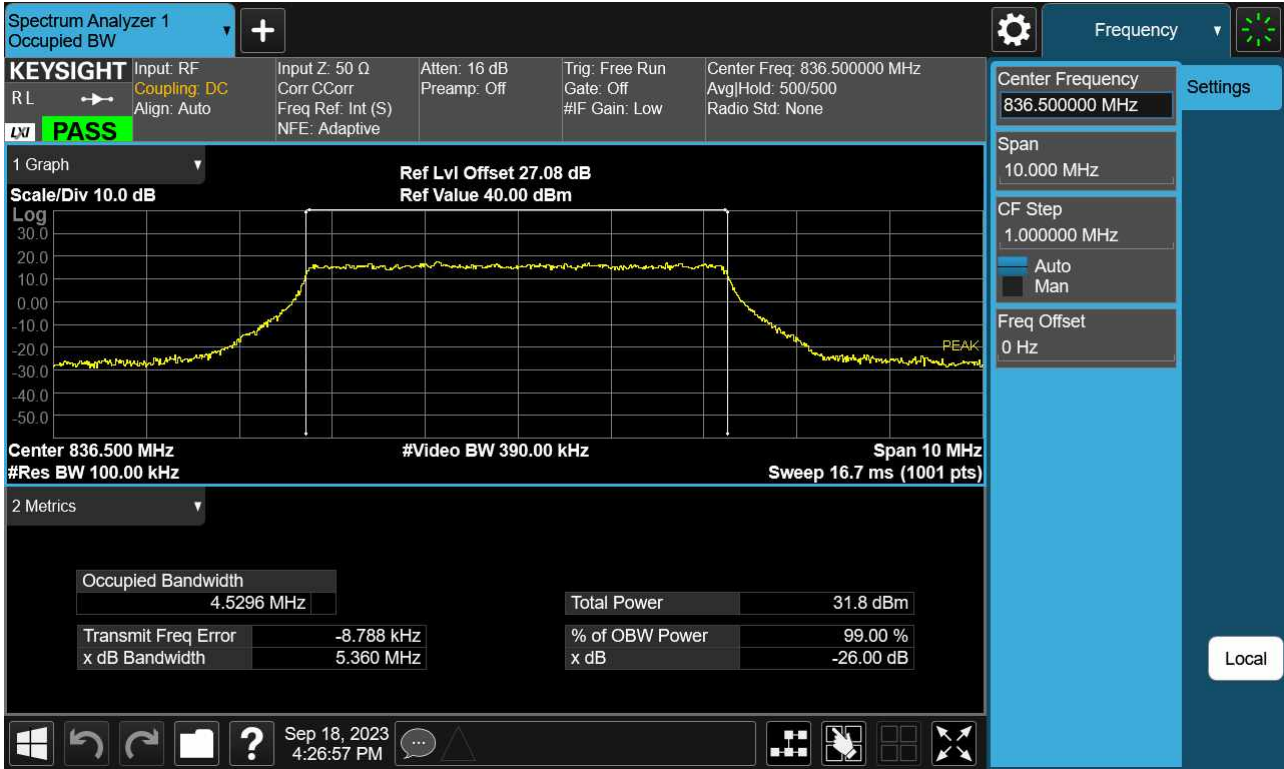 Spectrum Analyzer 1
Occupied BW
Frequency
KEYSIGHT
R L
LXI
PASS
Input: RF
Coupling: DC
Align: Auto
Input Z: 50 Ω
Corr CCorr
Freq Ref: Int (S)
NFE: Adaptive
Atten: 16 dB
Preamp: Off
Trig: Free Run
Gate: Off
#IF Gain: Low
Center Freq: 836.500000 MHz
Avg|Hold: 500/500
Radio Std: None
1 Graph
Scale/Div 10.0 dB
Ref Lvl Offset 27.08 dB
Ref Value 40.00 dBm
Log
30.0
20.0
10.0
0.00
-10.0
-20.0
-30.0
-40.0
-50.0
PEAK
Center 836.500 MHz
#Video BW 390.00 kHz
Span 10 MHz
#Res BW 100.00 kHz
Sweep 16.7 ms (1001 pts)
2 Metrics
Occupied Bandwidth
4.5296 MHz
Transmit Freq Error -8.788 kHz
x dB Bandwidth 5.360 MHz
Total Power 31.8 dBm
% of OBW Power 99.00 %
x dB -26.00 dB
Center Frequency
836.500000 MHz
Span
10.000 MHz
CF Step
1.000000 MHz
Auto
Man
Freq Offset
0 Hz
Settings
Local
?
Sep 18, 2023
4:26:57 PM